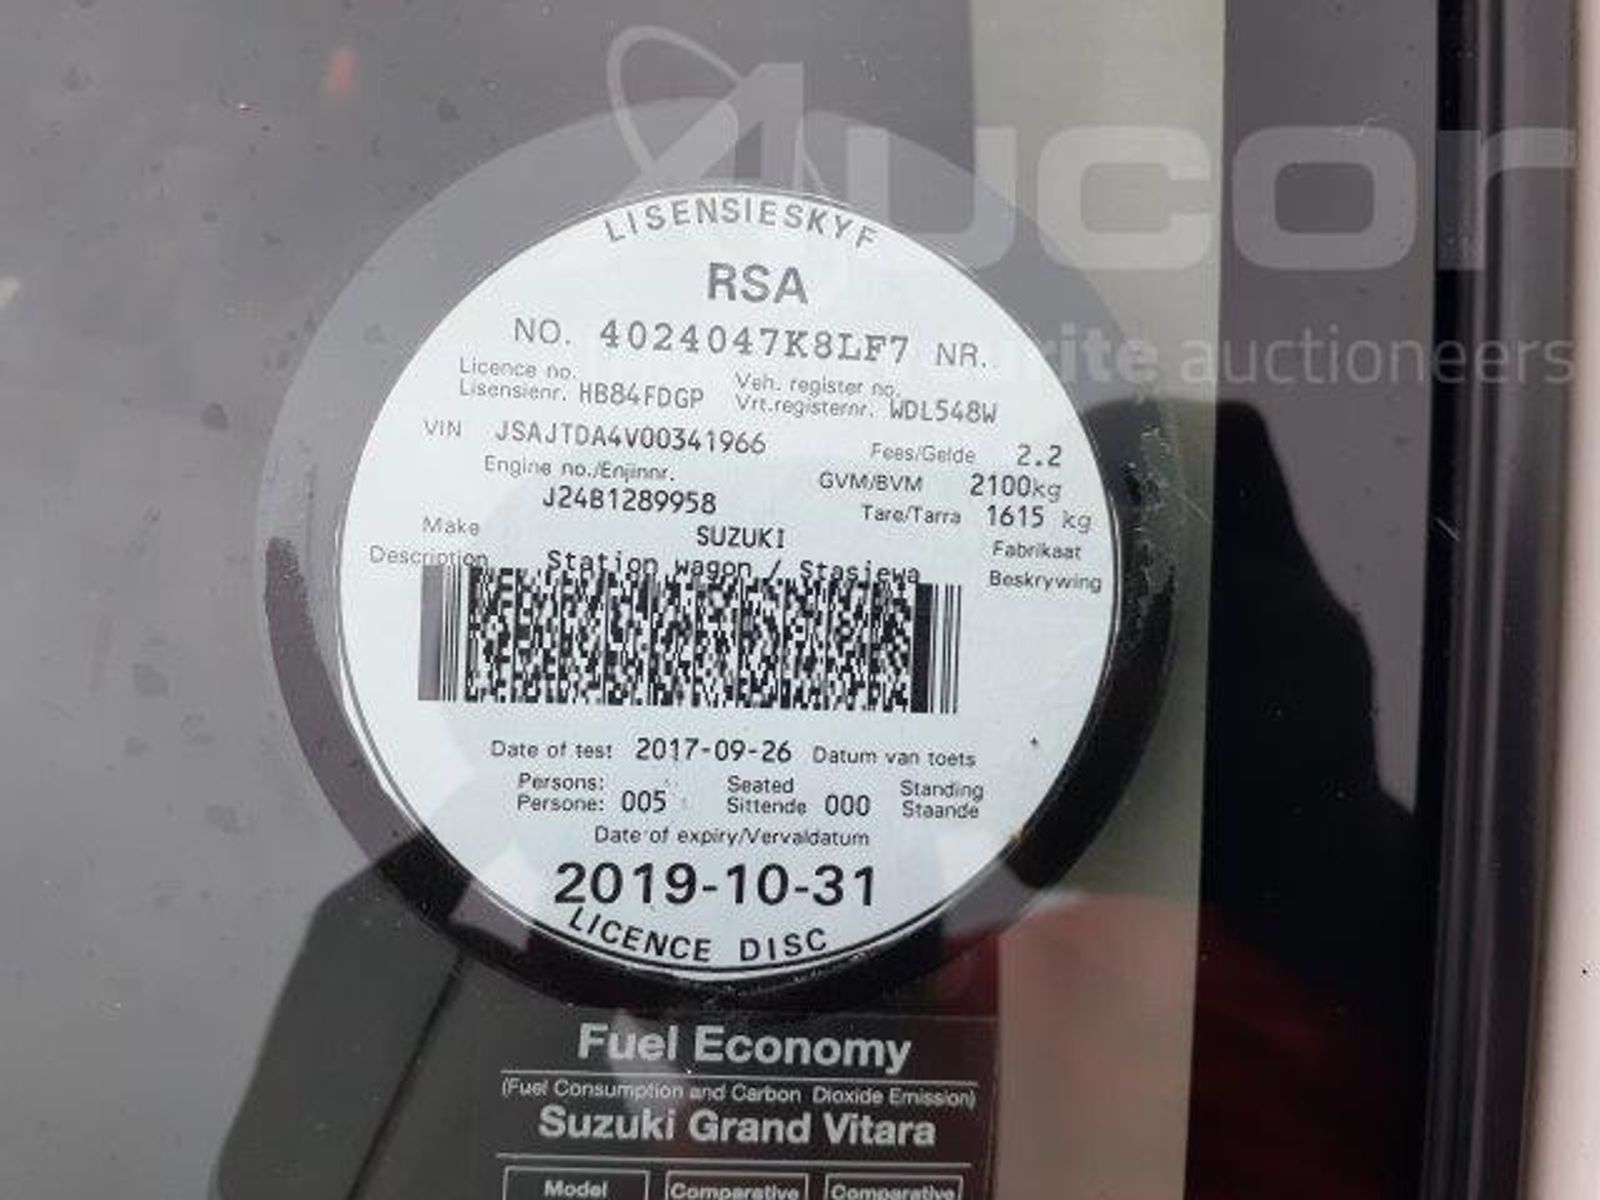 Aucor
rite auctioneers
LISENSIESKYF
RSA
NO. 4024047K8LF7 NR.
Licence no.
Lisensienr. HB84FDGP
Veh. register no.
Vrt.registernr. WDL548W
VIN JSAJTDA4V00341966
Fees/Gelde 2.2
Engine no./Enjinnr.
J24B1289958
GVM/BVM 2100kg
Tare/Tarra 1615 kg
Make SUZUKI Fabrikaat
Description Station wagon / Stasiewa Beskrywing
Date of test 2017-09-26 Datum van toets
Persons: Seated Standing
Persone: 005 Sittende 000 Staande
Date of expiry/Vervaldatum
2019-10-31
LICENCE DISC
Fuel Economy
(Fuel Consumption and Carbon Dioxide Emission)
Suzuki Grand Vitara
Model Comparative Comparative